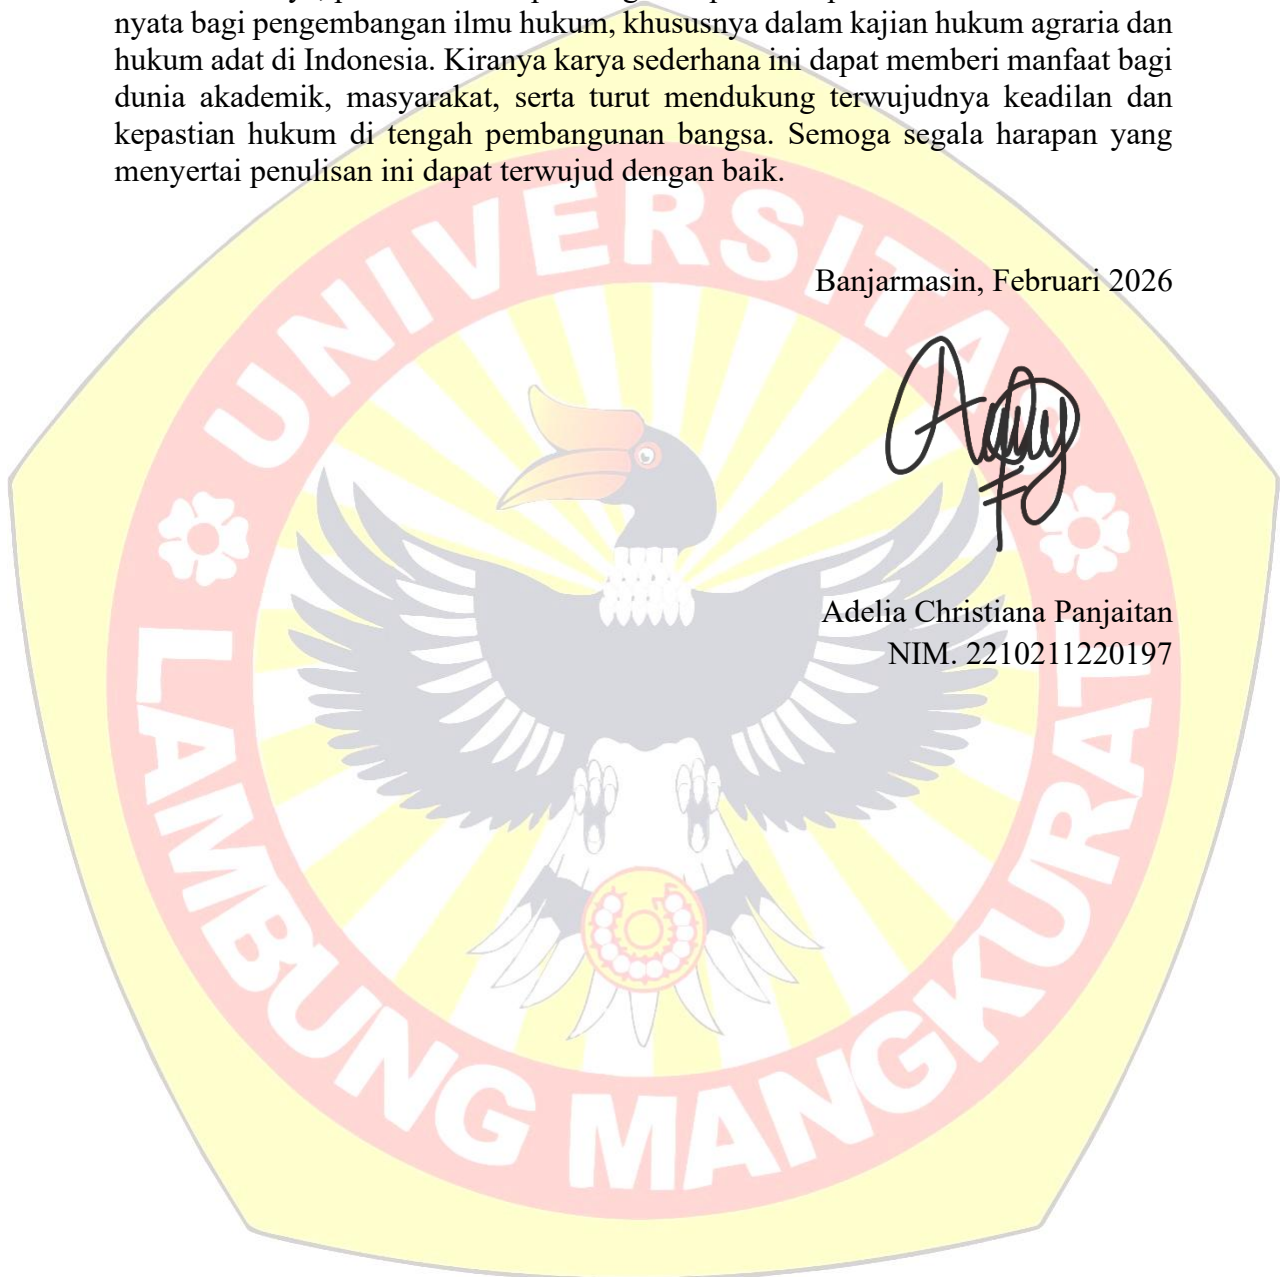 nyata bagi pengembangan ilmu hukum, khususnya dalam kajian hukum agraria dan
hukum adat di Indonesia. Kiranya karya sederhana ini dapat memberi manfaat bagi
dunia akademik, masyarakat, serta turut mendukung terwujudnya keadilan dan
kepastian hukum di tengah pembangunan bangsa. Semoga segala harapan yang
menyertai penulisan ini dapat terwujud dengan baik.
Banjarmasin, Februari 2026
Adelia Christiana Panjaitan
NIM. 2210211220197
UNIVERSITAS
LAMBUNG MANGKURAT